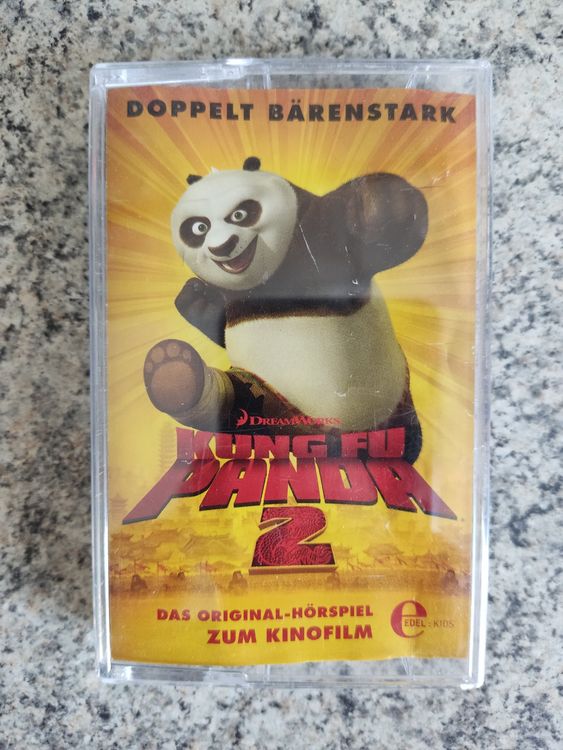 DOPPELT BÄRENSTARK
DREAMWORKS
KUNG FU
PANDA
2
DAS ORIGINAL-HÖRSPIEL
ZUM KINOFILM
e
EDEL:KIDS